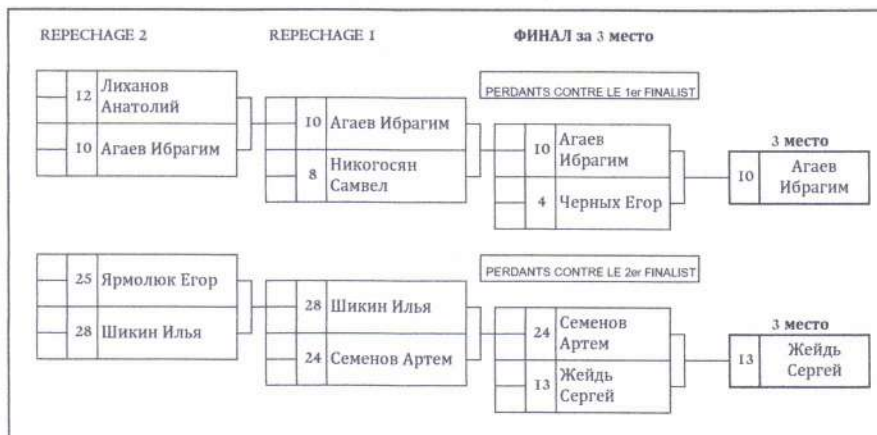 REPECHAGE 2 REPECHAGE 1 ФИНАЛ за 3 место
PERDANTS CONTRE LE 1er FINALIST
12 Лиханов
Анатолий
10 Агаев Ибрагим
10 Агаев Ибрагим
8 Никогосян
Самвел
10 Агаев
Ибрагим
4 Черных Егор
3 место
10 Агаев
Ибрагим
PERDANTS CONTRE LE 2er FINALIST
25 Ярмолюк Егор
28 Шикин Илья
28 Шикин Илья
24 Семенов Артем
24 Семенов
Артем
13 Жейдь
Сергей
3 место
13 Жейдь
Сергей